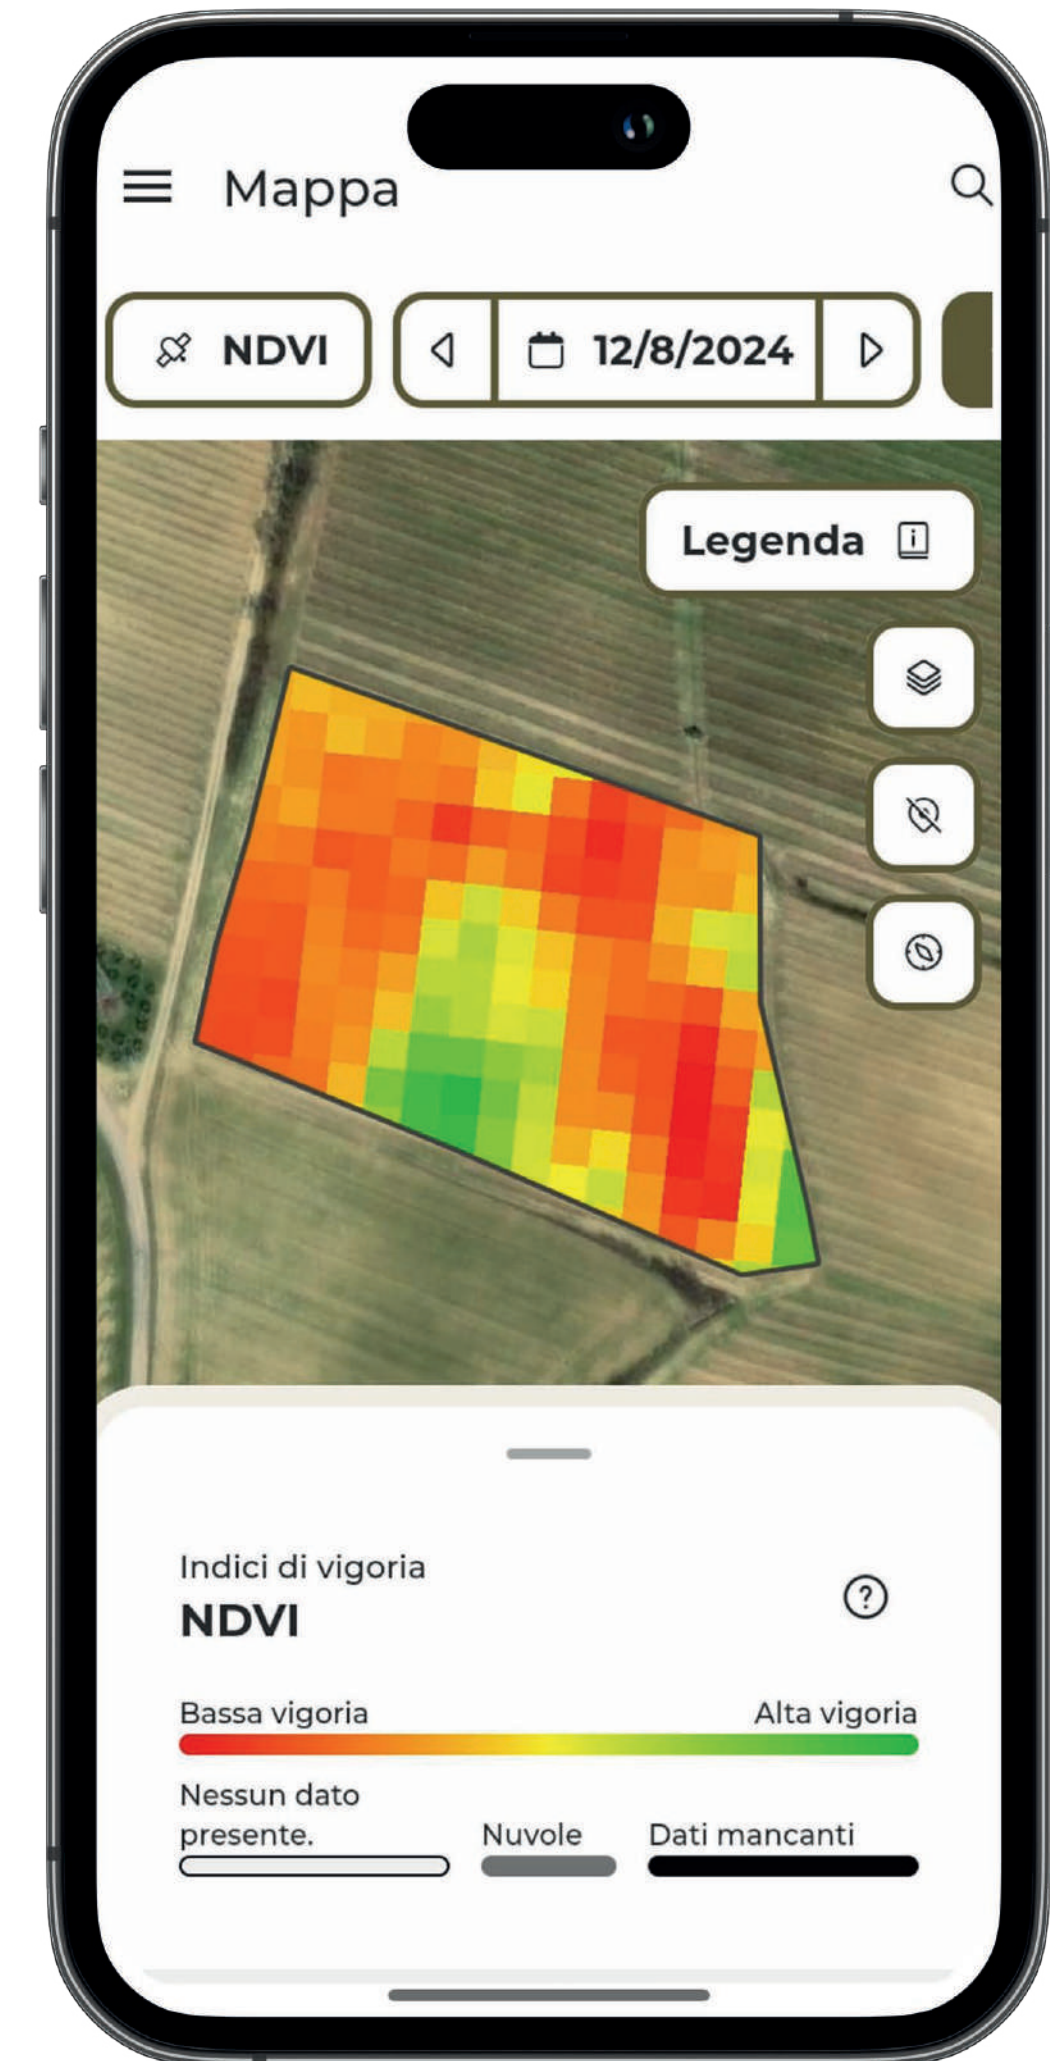 Mappa
NDVI
12/8/2024
Legenda
Indici di vigoria
NDVI
Bassa vigoria
Alta vigoria
Nessun dato
presente.
Nuvole
Dati mancanti